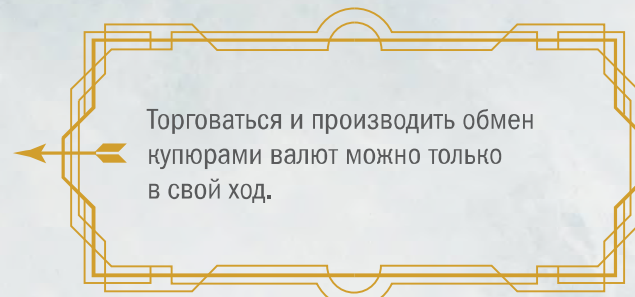 Торговаться и производить обмен
купюрами валют можно только
в свой ход.